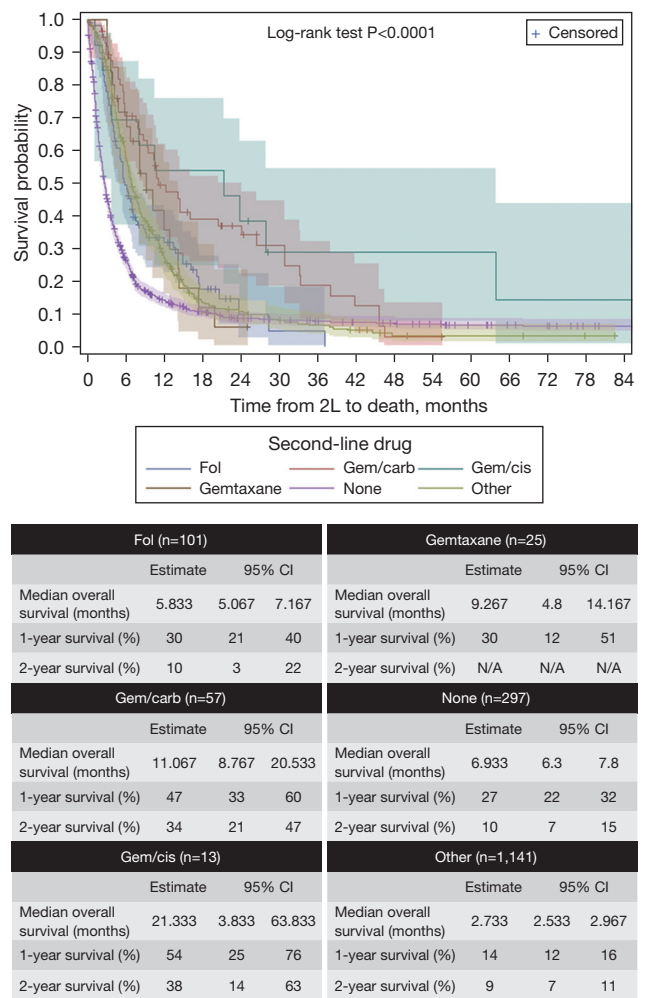 Log-rank test P<0.0001
+ Censored
Survival probability
1.0
0.9
0.8
0.7
0.6
0.5
0.4
0.3
0.2
0.1
0.0
0 6 12 18 24 30 36 42 48 54 60 66 72 78 84
Time from 2L to death, months
Second-line drug
Fol Gem/carb Gem/cis
Gemtaxane None Other
Fol (n=101)
Estimate 95% CI
Median overall
survival (months) 5.833 5.067 7.167
1-year survival (%) 30 21 40
2-year survival (%) 10 3 22
Gemtaxane (n=25)
Estimate 95% CI
Median overall
survival (months) 9.267 4.8 14.167
1-year survival (%) 30 12 51
2-year survival (%) N/A N/A N/A
Gem/carb (n=57)
Estimate 95% CI
Median overall
survival (months) 11.067 8.767 20.533
1-year survival (%) 47 33 60
2-year survival (%) 34 21 47
None (n=297)
Estimate 95% CI
Median overall
survival (months) 6.933 6.3 7.8
1-year survival (%) 27 22 32
2-year survival (%) 10 7 15
Gem/cis (n=13)
Estimate 95% CI
Median overall
survival (months) 21.333 3.833 63.833
1-year survival (%) 54 25 76
2-year survival (%) 38 14 63
Other (n=1,141)
Estimate 95% CI
Median overall
survival (months) 2.733 2.533 2.967
1-year survival (%) 14 12 16
2-year survival (%) 9 7 11